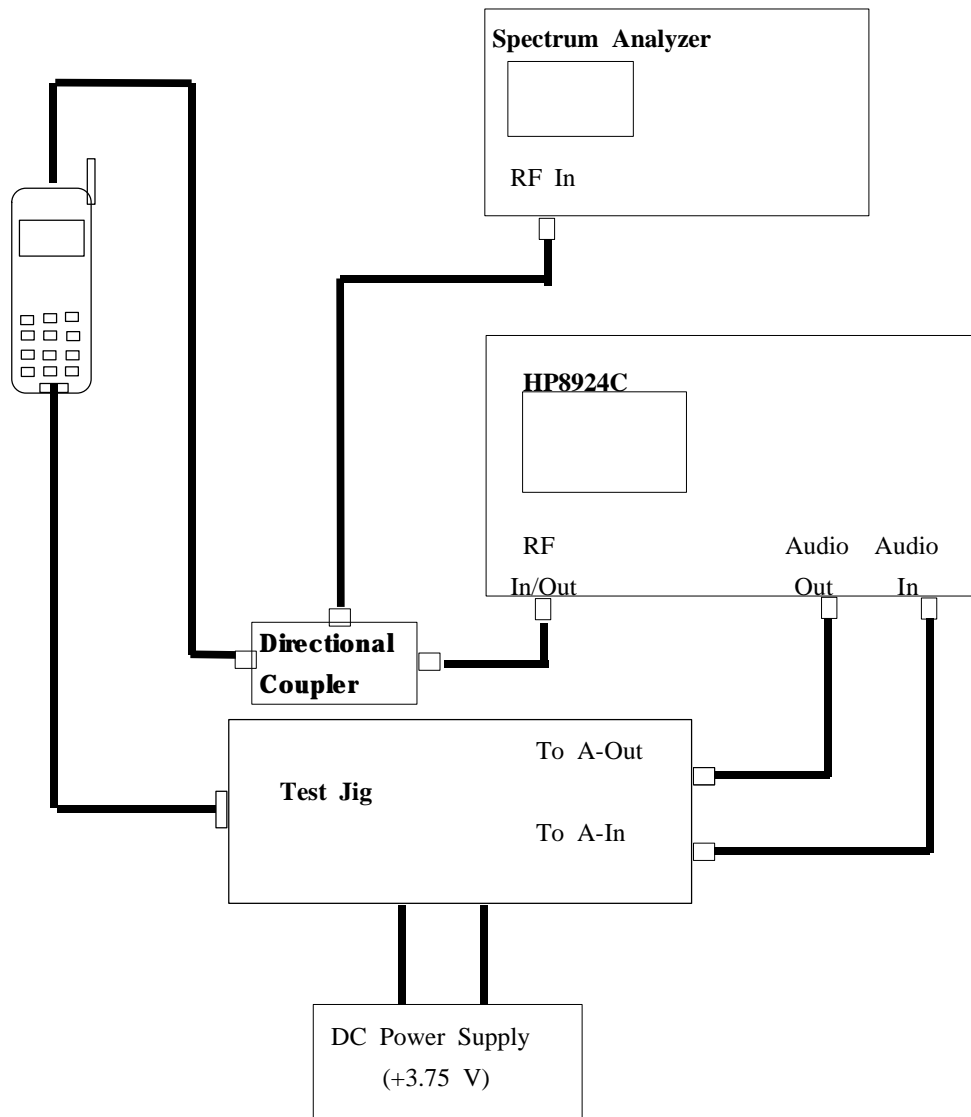 Spectrum Analyzer
RF In
HP8924C
RF
In/Out
Audio
Out
Audio
In
Directional
Coupler
To A-Out
Test Jig
To A-In
DC Power Supply
(+3.75 V)